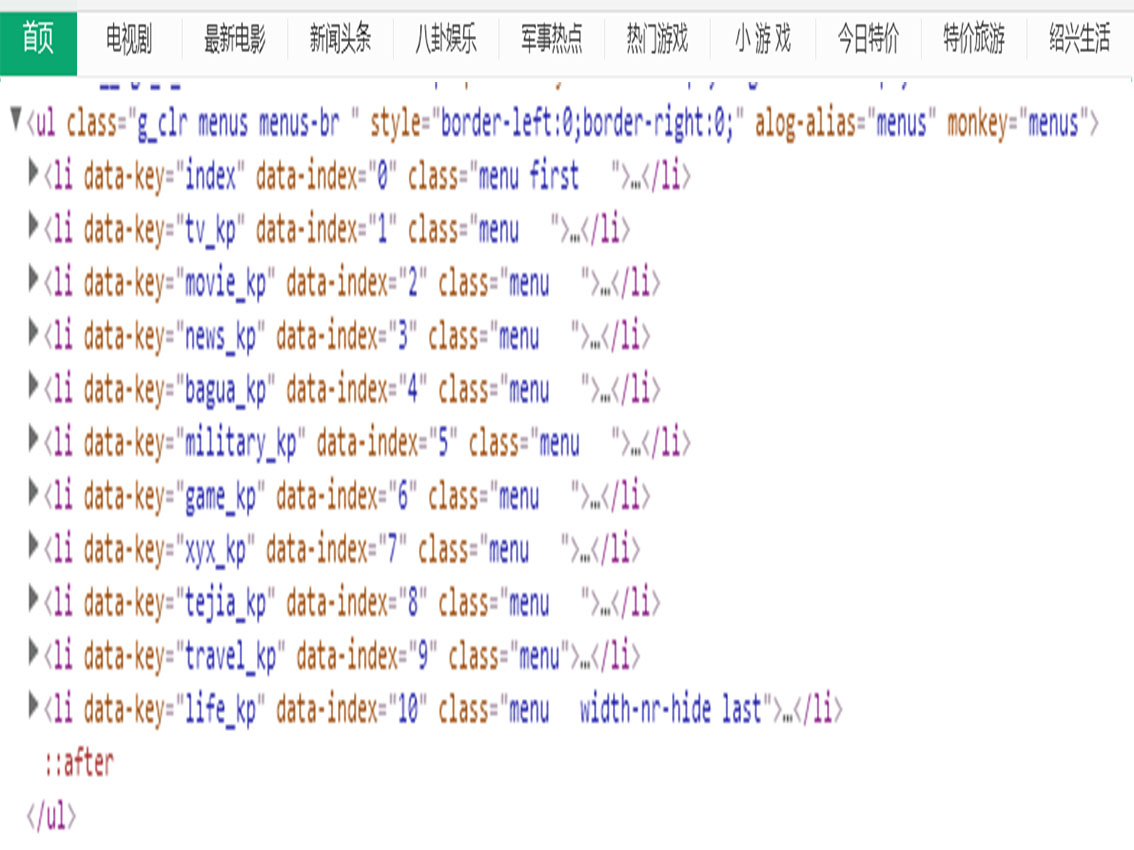 首页 电视剧 最新电影 新闻头条 八卦娱乐 军事热点 热门游戏 小 游 戏 今日特价 特价旅游 绍兴生活
▼<ul class="g_clr menus menus-br " style="border-left:0;border-right:0;" alog-alias="menus" monkey="menus">
▶<li data-key="index" data-index="0" class="menu first   ">…</li>
▶<li data-key="tv_kp" data-index="1" class="menu   ">…</li>
▶<li data-key="movie_kp" data-index="2" class="menu   ">…</li>
▶<li data-key="news_kp" data-index="3" class="menu   ">…</li>
▶<li data-key="bagua_kp" data-index="4" class="menu   ">…</li>
▶<li data-key="military_kp" data-index="5" class="menu   ">…</li>
▶<li data-key="game_kp" data-index="6" class="menu   ">…</li>
▶<li data-key="xyx_kp" data-index="7" class="menu   ">…</li>
▶<li data-key="tejia_kp" data-index="8" class="menu   ">…</li>
▶<li data-key="travel_kp" data-index="9" class="menu">…</li>
▶<li data-key="life_kp" data-index="10" class="menu   width-nr-hide last">…</li>
::after
</ul>